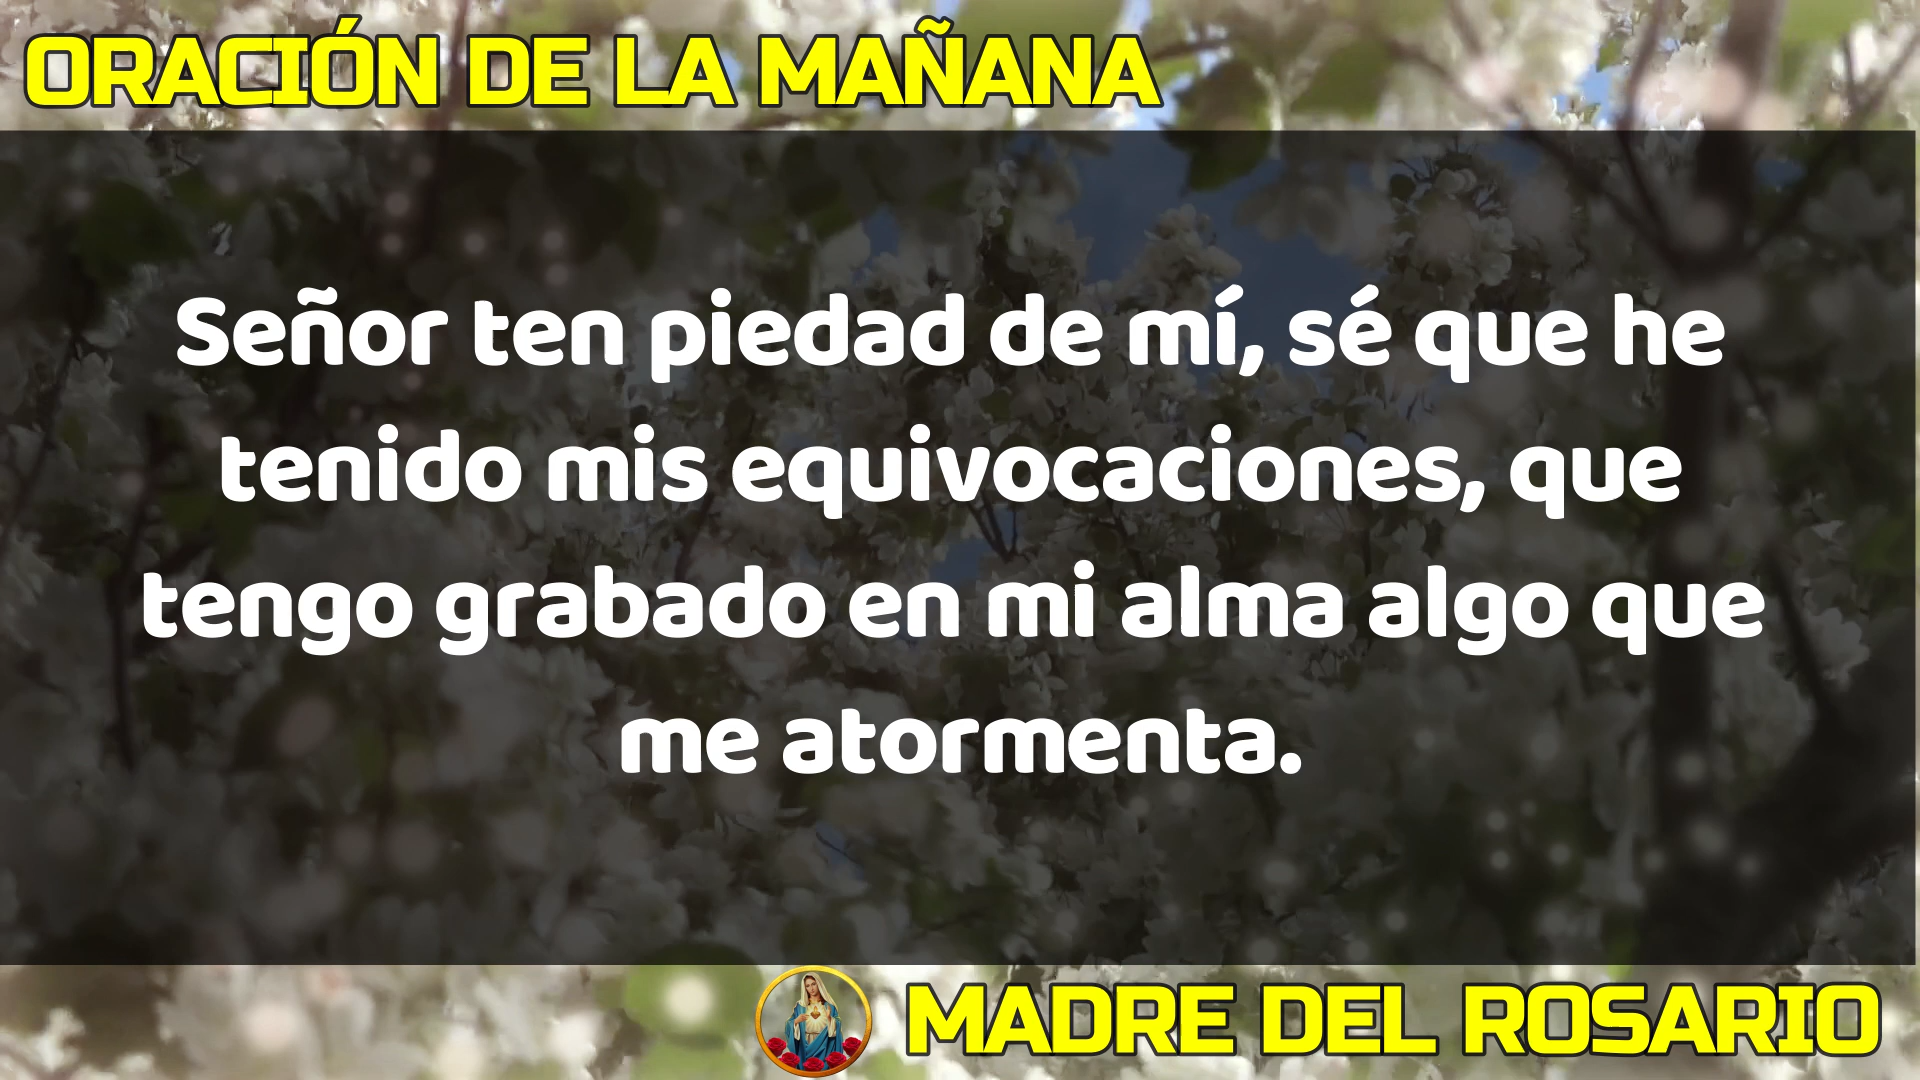 ORACIÓN DE LA MAÑANA
Señor ten piedad de mí, sé que he
tenido mis equivocaciones, que
tengo grabado en mi alma algo que
me atormenta.
MADRE DEL ROSARIO